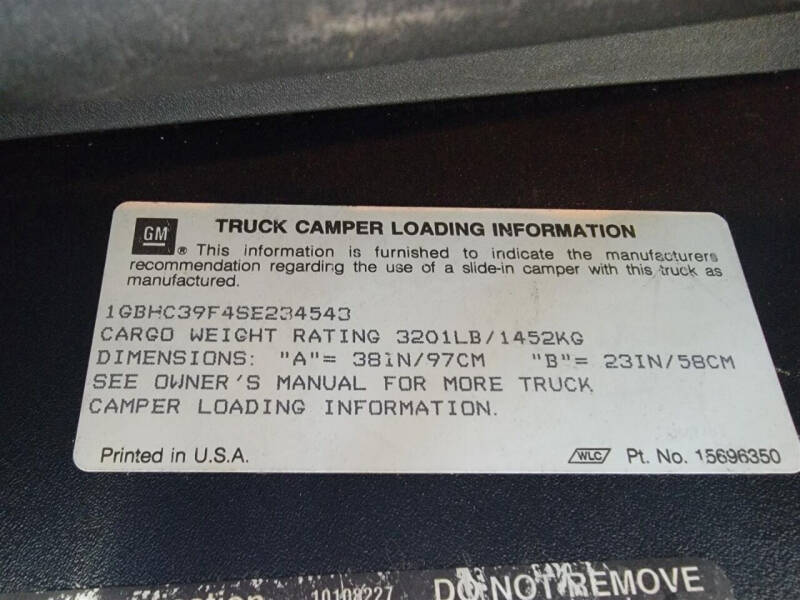 GM
TRUCK CAMPER LOADING INFORMATION
® This information is furnished to indicate the manufacturers
recommendation regarding the use of a slide-in camper with this truck as
manufactured.
1GBHC39F4SE234543
CARGO WEIGHT RATING 3201LB/1452KG
DIMENSIONS: "A"= 38IN/97CM "B"= 23IN/58CM
SEE OWNER'S MANUAL FOR MORE TRUCK
CAMPER LOADING INFORMATION.
Printed in U.S.A. WLC Pt. No. 15696350
10108227 DO NOT REMOVE